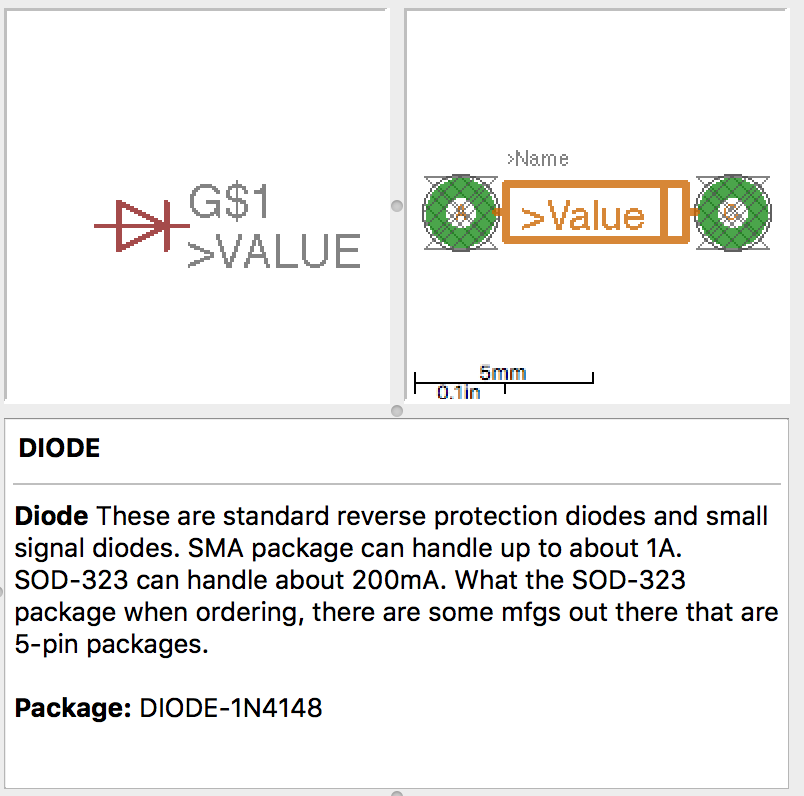 G$1
>VALUE
>Name
A
>Value
C
5mm
0.1in
DIODE
Diode These are standard reverse protection diodes and small
signal diodes. SMA package can handle up to about 1A.
SOD-323 can handle about 200mA. What the SOD-323
package when ordering, there are some mfgs out there that are
5-pin packages.
Package: DIODE-1N4148